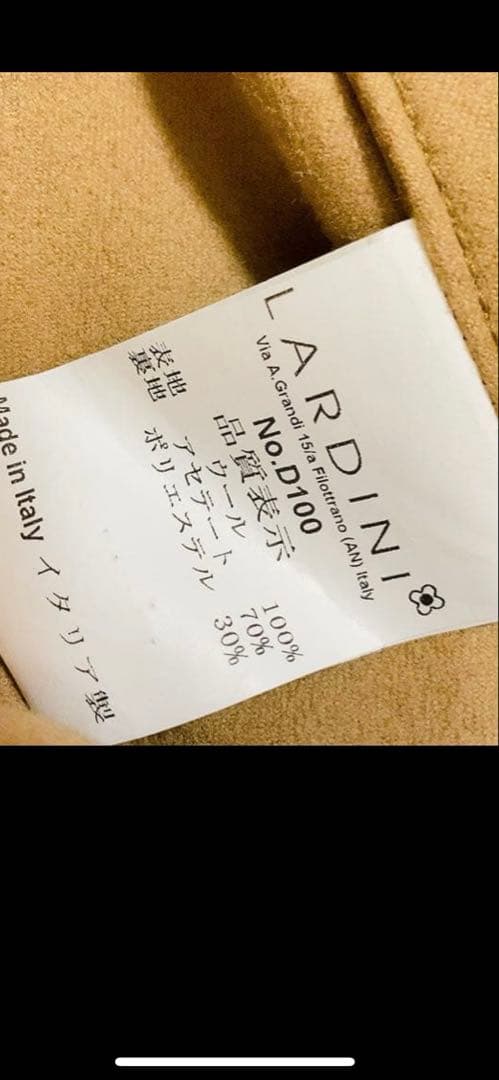 LARDINI
Via A.Grandi 15/a Filottrano (AN) Italy
No.D100
品質表示
表地 ウール 100%
裏地 アセテート 70%
ポリエステル 30%
Made in Italy イタリア製